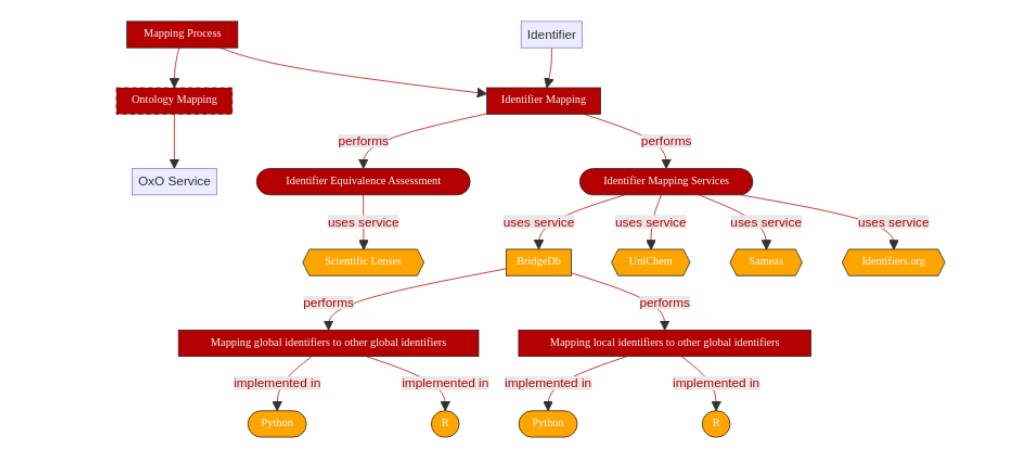 Mapping Process
Identifier
Ontology Mapping
Identifier Mapping
performs
performs
OxO Service
Identifier Equivalence Assessment
Identifier Mapping Services
uses service
uses service
uses service
uses service
uses service
Scientific Lenses
BridgeDb
UniChem
Sameas
Identifiers.org
performs
performs
Mapping global identifiers to other global identifiers
Mapping local identifiers to other global identifiers
implemented in
implemented in
implemented in
implemented in
Python
R
Python
R